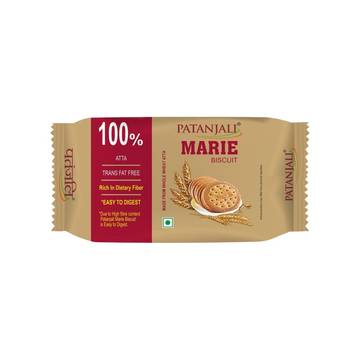 100%
ATTA
TRANS FAT FREE
Rich In Dietary Fiber
*EASY TO DIGEST
*Due to High fibre content
Patanjali Marie Biscuit
is Easy to Digest.
PATANJALI
MARIE
BISCUIT
MADE FROM WHOLE WHEAT ATTA
पतंजलि
PATANJALI